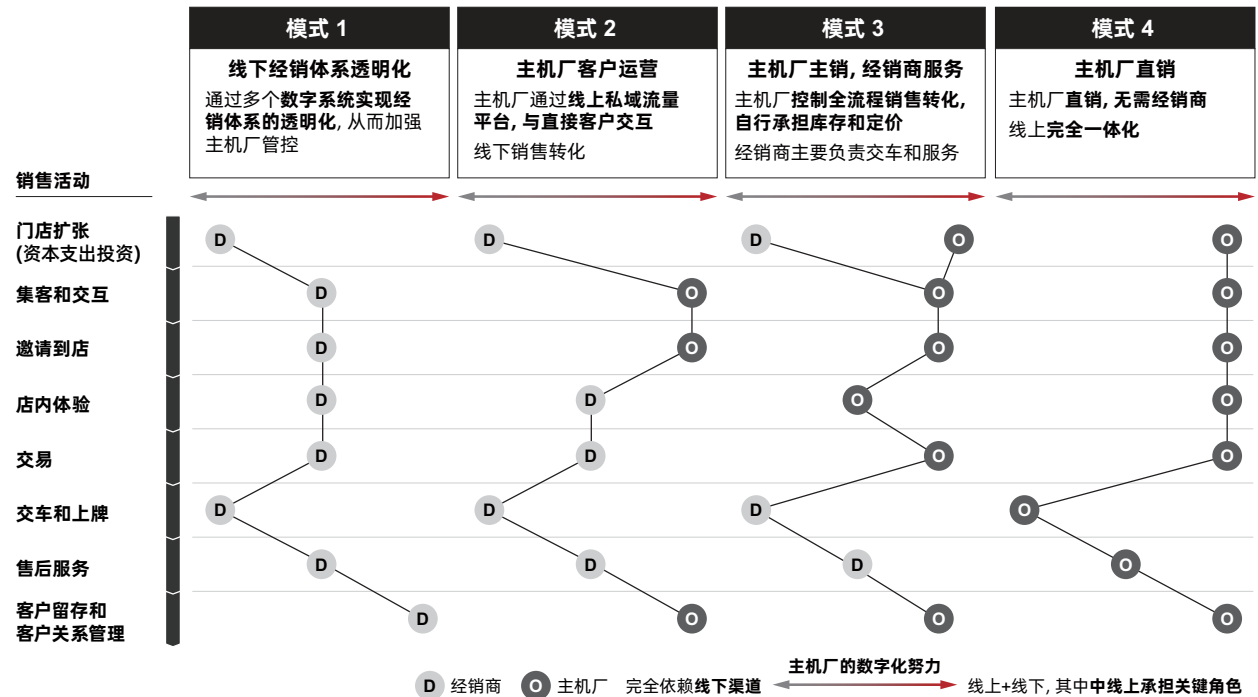 模式 1
模式 2
模式 3
模式 4
线下经销体系透明化
通过多个数字系统实现经
销体系的透明化, 从而加强
主机厂管控
主机厂客户运营
主机厂通过线上私域流量
平台, 与直接客户交互
线下销售转化
主机厂主销, 经销商服务
主机厂控制全流程销售转化,
自行承担库存和定价
经销商主要负责交车和服务
主机厂直销
主机厂直销, 无需经销商
线上完全一体化
销售活动
门店扩张
(资本支出投资)
D
D
D
O
O
集客和交互
D
O
O
O
邀请到店
D
O
O
O
店内体验
D
D
O
O
交易
D
D
O
O
交车和上牌
D
D
D
O
售后服务
D
D
D
O
客户留存和
客户关系管理
D
O
O
O
D 经销商
O 主机厂
完全依赖线下渠道
主机厂的数字化努力
线上+线下, 其中中线上承担关键角色